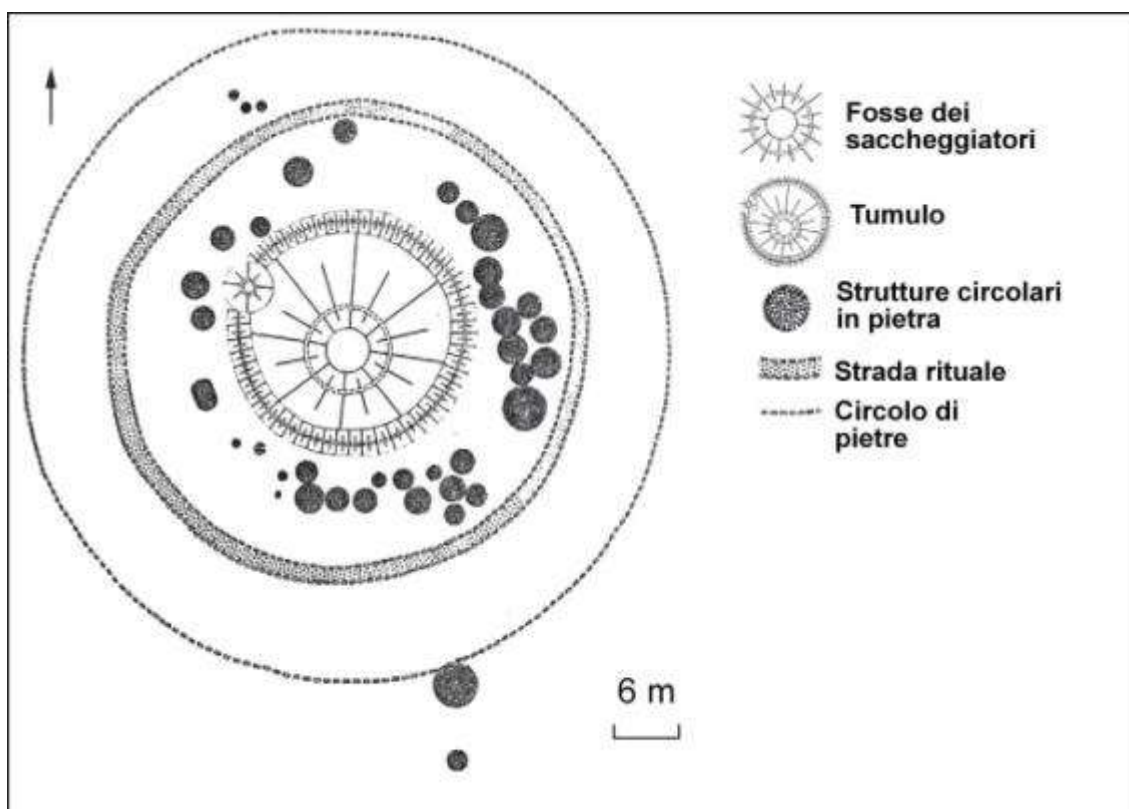 Fosse dei
saccheggiatori
Tumulo
Strutture circolari
in pietra
Strada rituale
Circolo di
pietre
6 m